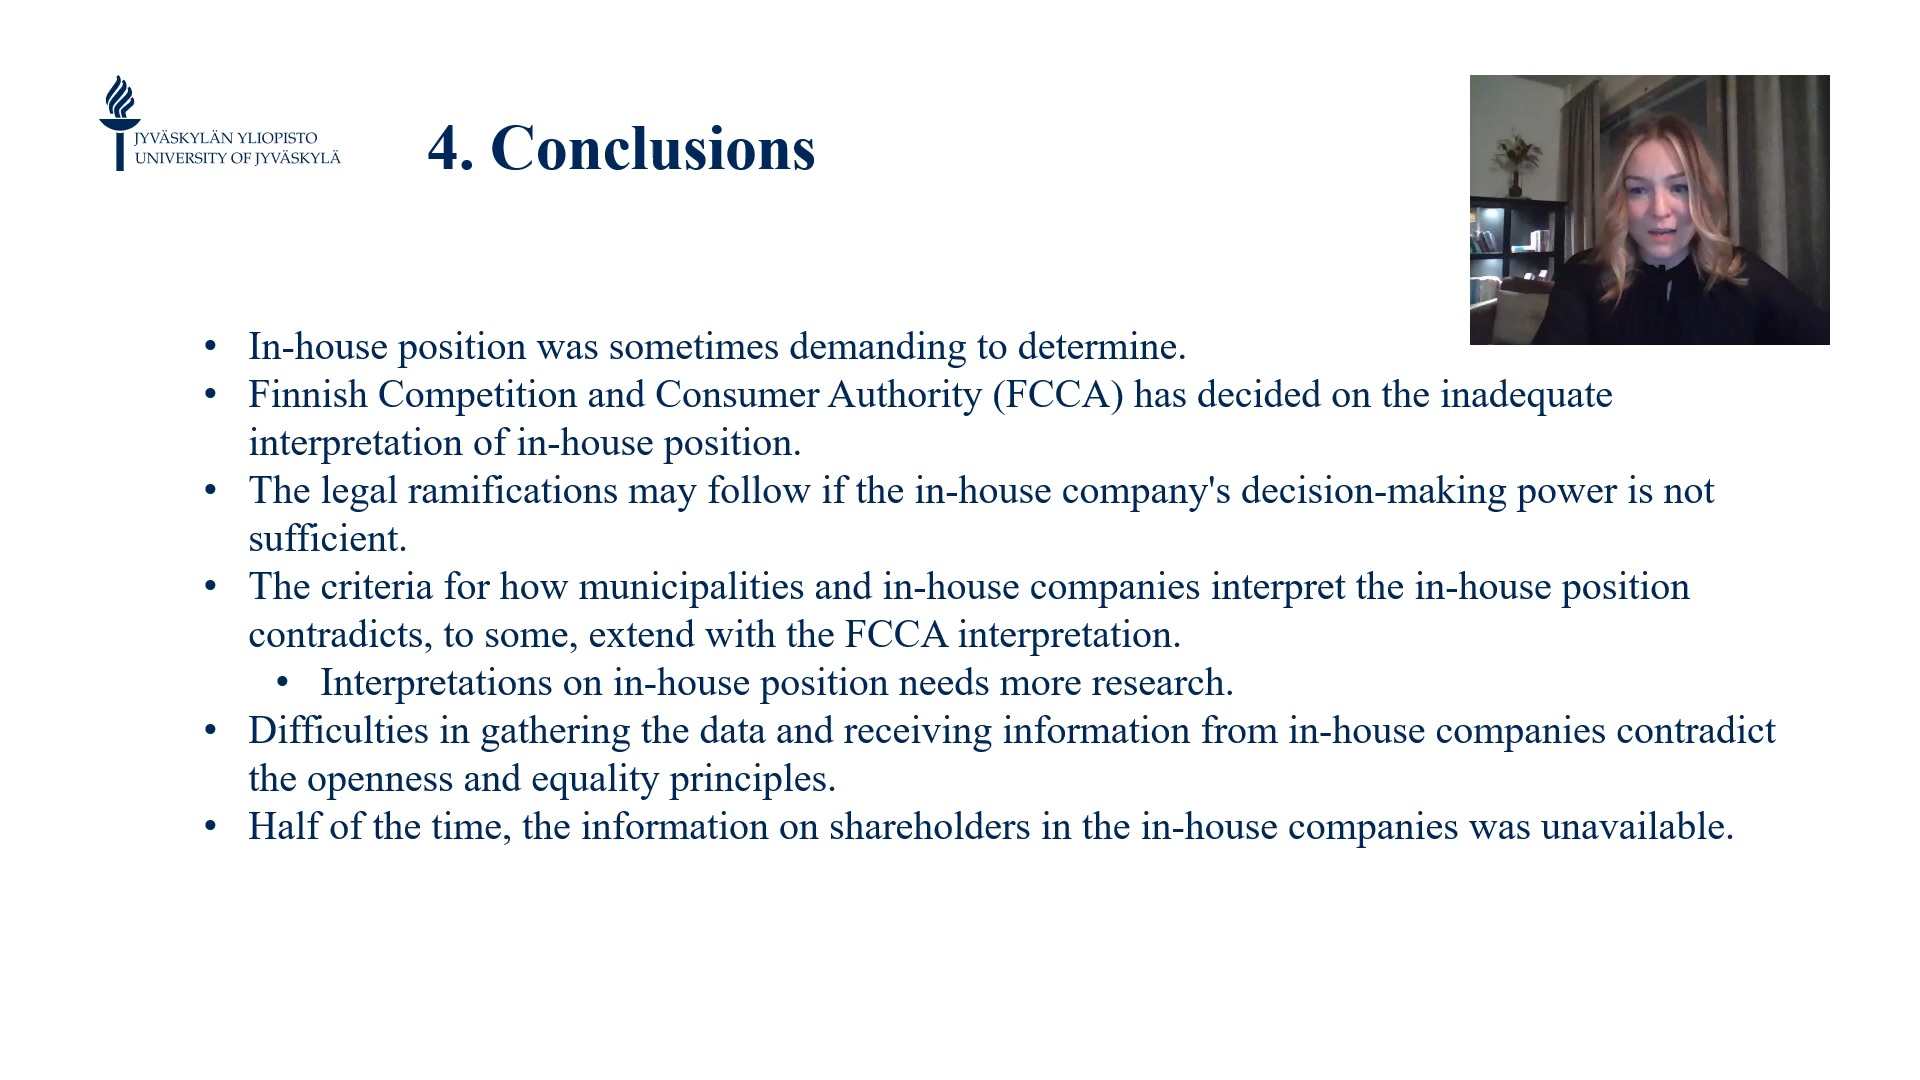 JYVÄSKYLÄN YLIOPISTO
UNIVERSITY OF JYVÄSKYLÄ
4. Conclusions
• In-house position was sometimes demanding to determine.
• Finnish Competition and Consumer Authority (FCCA) has decided on the inadequate
interpretation of in-house position.
• The legal ramifications may follow if the in-house company's decision-making power is not
sufficient.
• The criteria for how municipalities and in-house companies interpret the in-house position
contradicts, to some, extend with the FCCA interpretation.
• Interpretations on in-house position needs more research.
• Difficulties in gathering the data and receiving information from in-house companies contradict
the openness and equality principles.
• Half of the time, the information on shareholders in the in-house companies was unavailable.